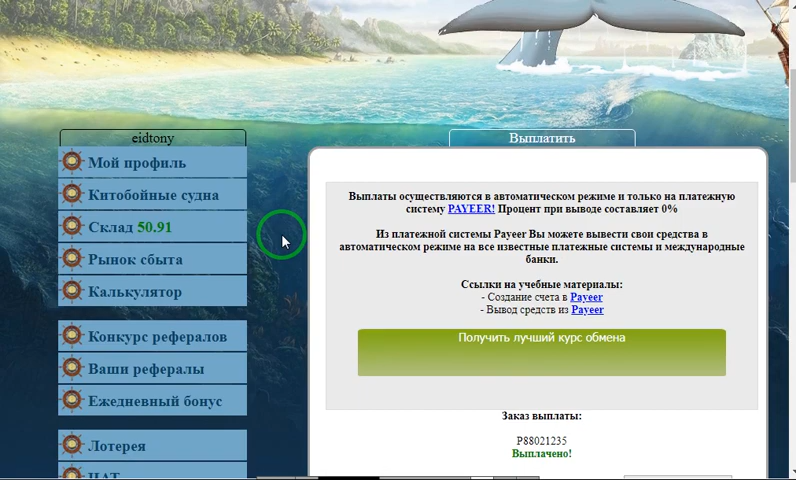 eidtony
Мой профиль
Китобойные судна
Склад 50.91
Рынок сбыта
Калькулятор
Конкурс рефералов
Ваши рефералы
Ежедневный бонус
Лотерея
ЧАТ
Выплатить
Выплаты осуществляются в автоматическом режиме и только на платежную
систему PAYEER! Процент при выводе составляет 0%
Из платежной системы Payeer Вы можете вывести свои средства в
автоматическом режиме на все известные платежные системы и международные
банки.
Ссылки на учебные материалы:
- Создание счета в Payeer
- Вывод средств из Payeer
Получить лучший курс обмена
Заказ выплаты:
P88021235
Выплачено!